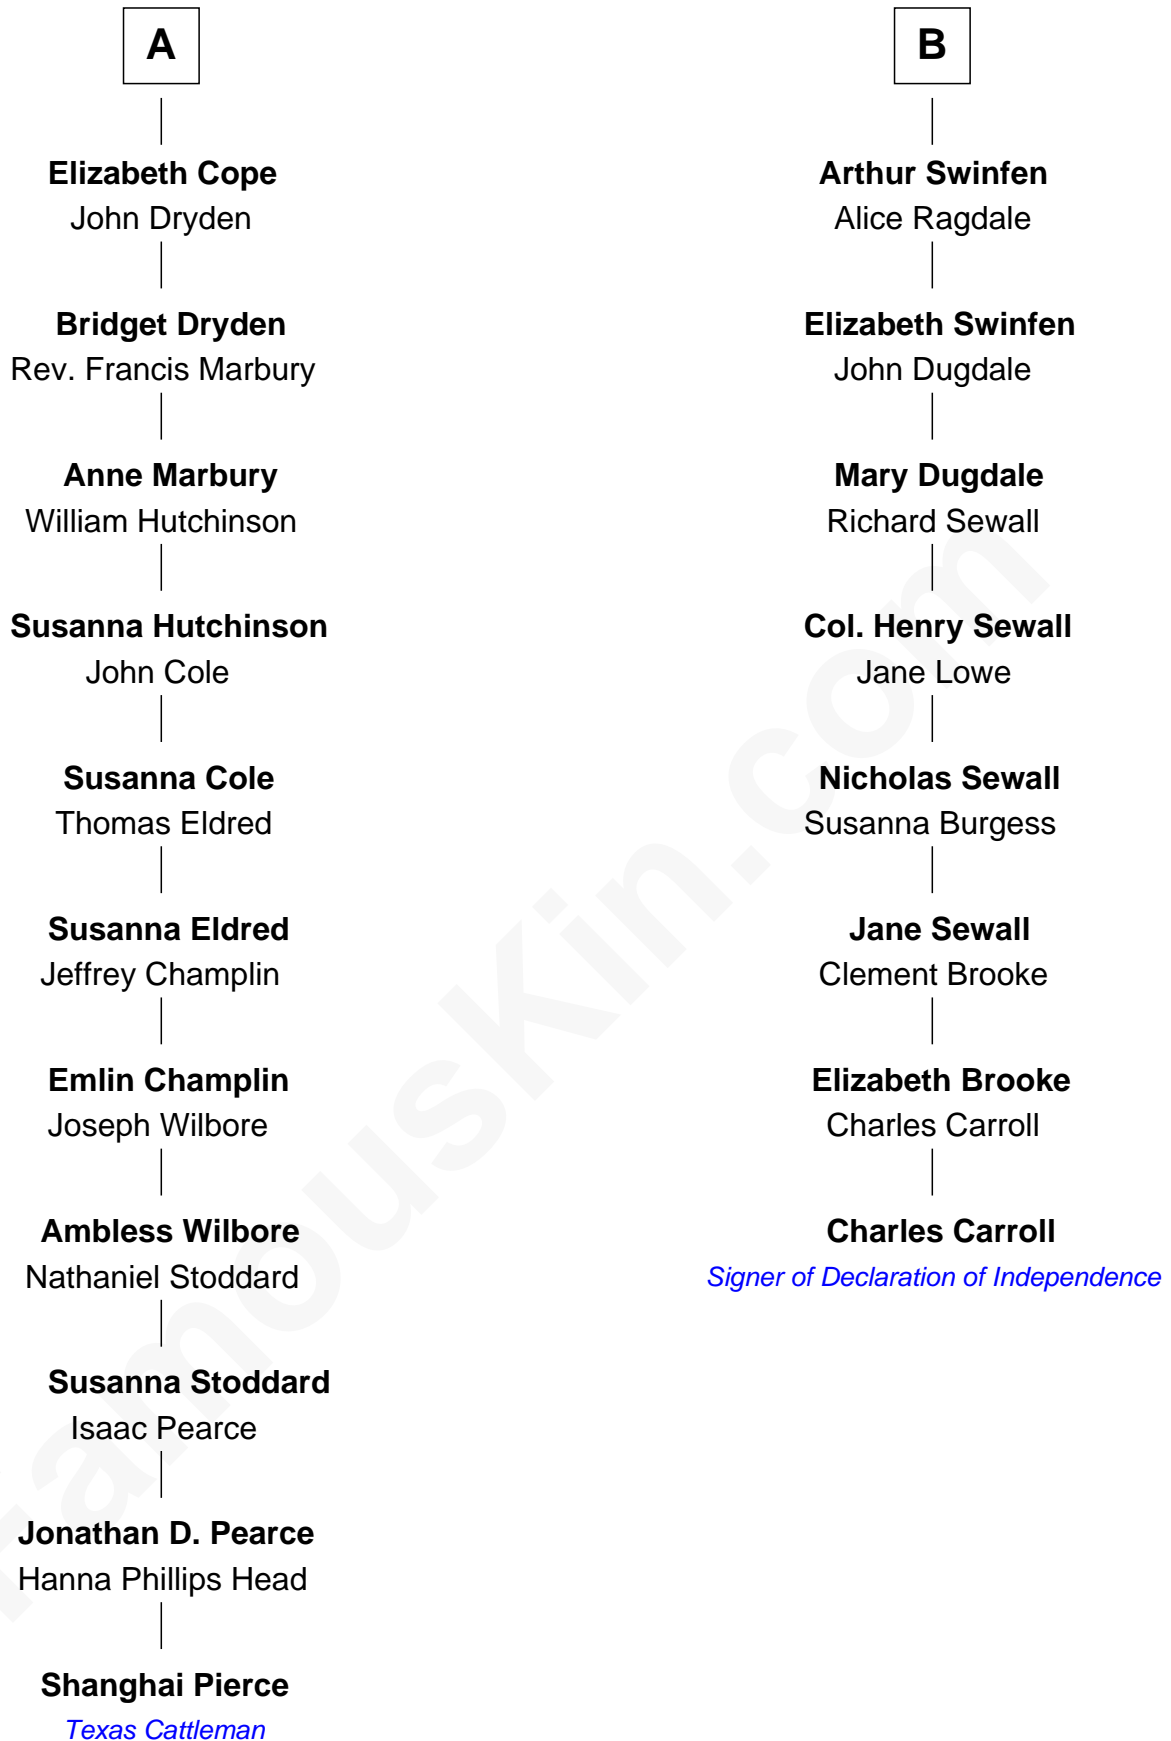 A
Elizabeth Cope
John Dryden
Bridget Dryden
Rev. Francis Marbury
Anne Marbury
William Hutchinson
Susanna Hutchinson
John Cole
Susanna Cole
Thomas Eldred
Susanna Eldred
Jeffrey Champlin
Emlin Champlin
Joseph Wilbore
Ambless Wilbore
Nathaniel Stoddard
Susanna Stoddard
Isaac Pearce
Jonathan D. Pearce
Hanna Phillips Head
Shanghai Pierce
Texas Cattleman
B
Arthur Swinfen
Alice Ragdale
Elizabeth Swinfen
John Dugdale
Mary Dugdale
Richard Sewall
Col. Henry Sewall
Jane Lowe
Nicholas Sewall
Susanna Burgess
Jane Sewall
Clement Brooke
Elizabeth Brooke
Charles Carroll
Charles Carroll
Signer of Declaration of Independence
FamousKin.com